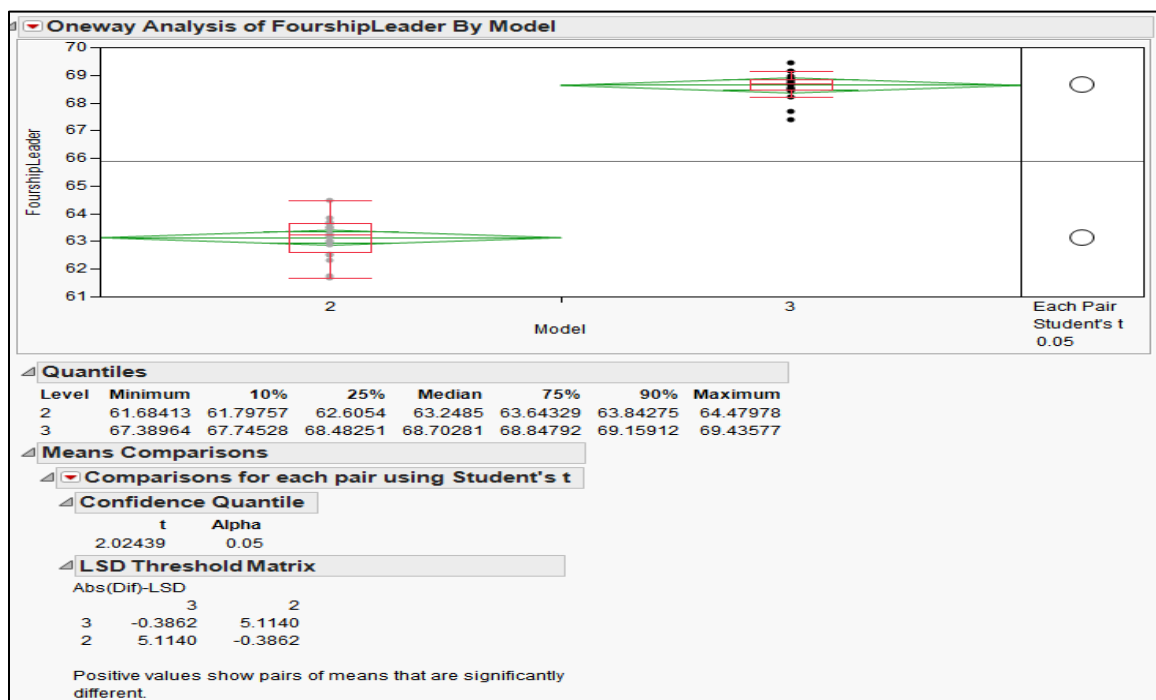 Oneway Analysis of FourshipLeader By Model
70
69
68
67
66
65
64
63
62
61
FourshipLeader
2 3
Model
Each Pair
Student's t
0.05
Quantiles
Level Minimum 10% 25% Median 75% 90% Maximum
2 61.68413 61.79757 62.6054 63.2485 63.64329 63.84275 64.47978
3 67.38964 67.74528 68.48251 68.70281 68.84792 69.15912 69.43577
Means Comparisons
Comparisons for each pair using Student's t
Confidence Quantile
t Alpha
2.02439 0.05
LSD Threshold Matrix
Abs(Dif)-LSD
3 2
3 -0.3862 5.1140
2 5.1140 -0.3862
Positive values show pairs of means that are significantly
different.